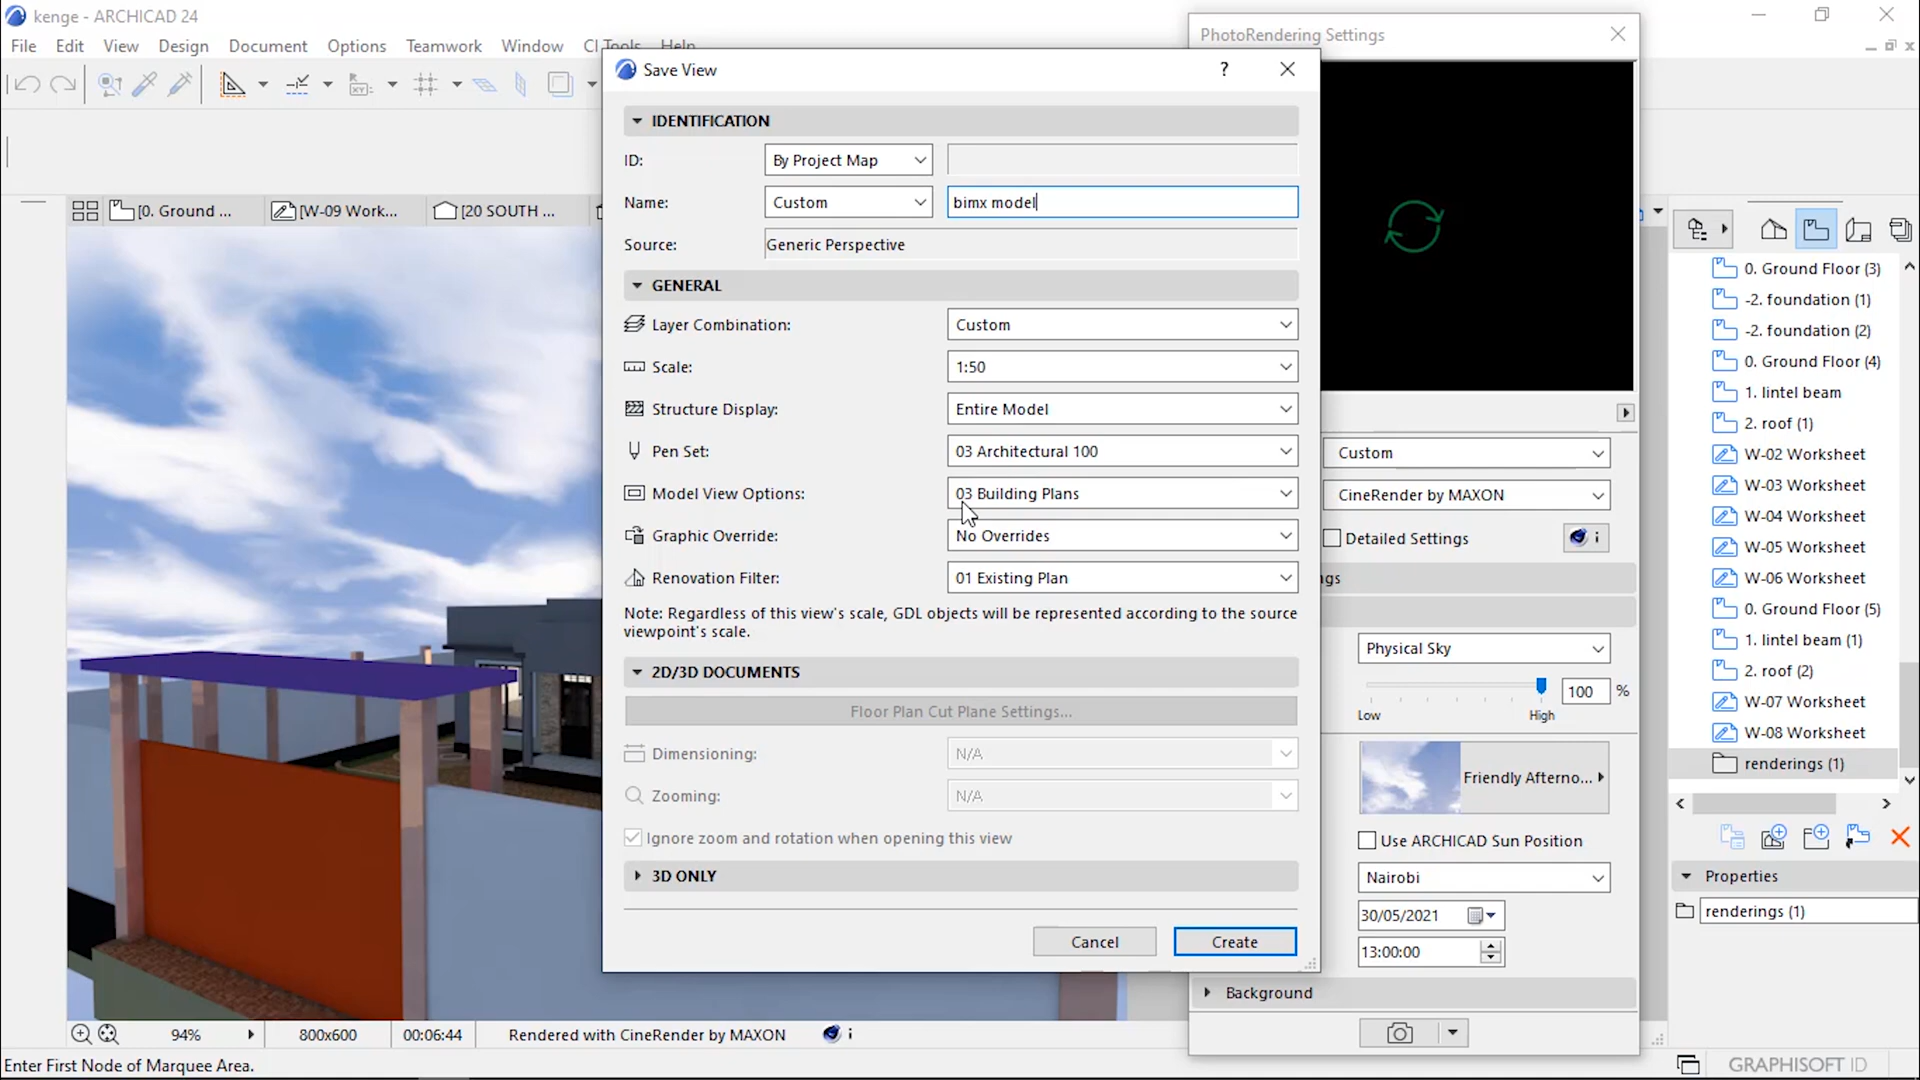 kenge - ARCHICAD 24
File Edit View Design Document Options Teamwork Window CI Tools Help
PhotoRendering Settings
Save View
?
IDENTIFICATION
ID: By Project Map
Name: Custom bimx model
Source: Generic Perspective
[0. Ground ... [W-09 Work... [20 SOUTH ...
GENERAL
Layer Combination: Custom
Scale: 1:50
Structure Display: Entire Model
Pen Set: 03 Architectural 100
Model View Options: 03 Building Plans
Graphic Override: No Overrides
Renovation Filter: 01 Existing Plan
Note: Regardless of this view's scale, GDL objects will be represented according to the source
viewpoint's scale.
2D/3D DOCUMENTS
Floor Plan Cut Plane Settings...
Dimensioning: N/A
Zooming: N/A
Ignore zoom and rotation when opening this view
3D ONLY
Cancel Create
Custom
CineRender by MAXON
Detailed Settings i
ngs
Physical Sky
100 %
Low High
Friendly Afterno...
Use ARCHICAD Sun Position
Nairobi
30/05/2021
13:00:00
Background
0. Ground Floor (3)
-2. foundation (1)
-2. foundation (2)
0. Ground Floor (4)
1. lintel beam
2. roof (1)
W-02 Worksheet
W-03 Worksheet
W-04 Worksheet
W-05 Worksheet
W-06 Worksheet
0. Ground Floor (5)
1. lintel beam (1)
2. roof (2)
W-07 Worksheet
W-08 Worksheet
renderings (1)
Properties
renderings (1)
94% 800x600 00:06:44 Rendered with CineRender by MAXON i
Enter First Node of Marquee Area.
GRAPHISOFT ID